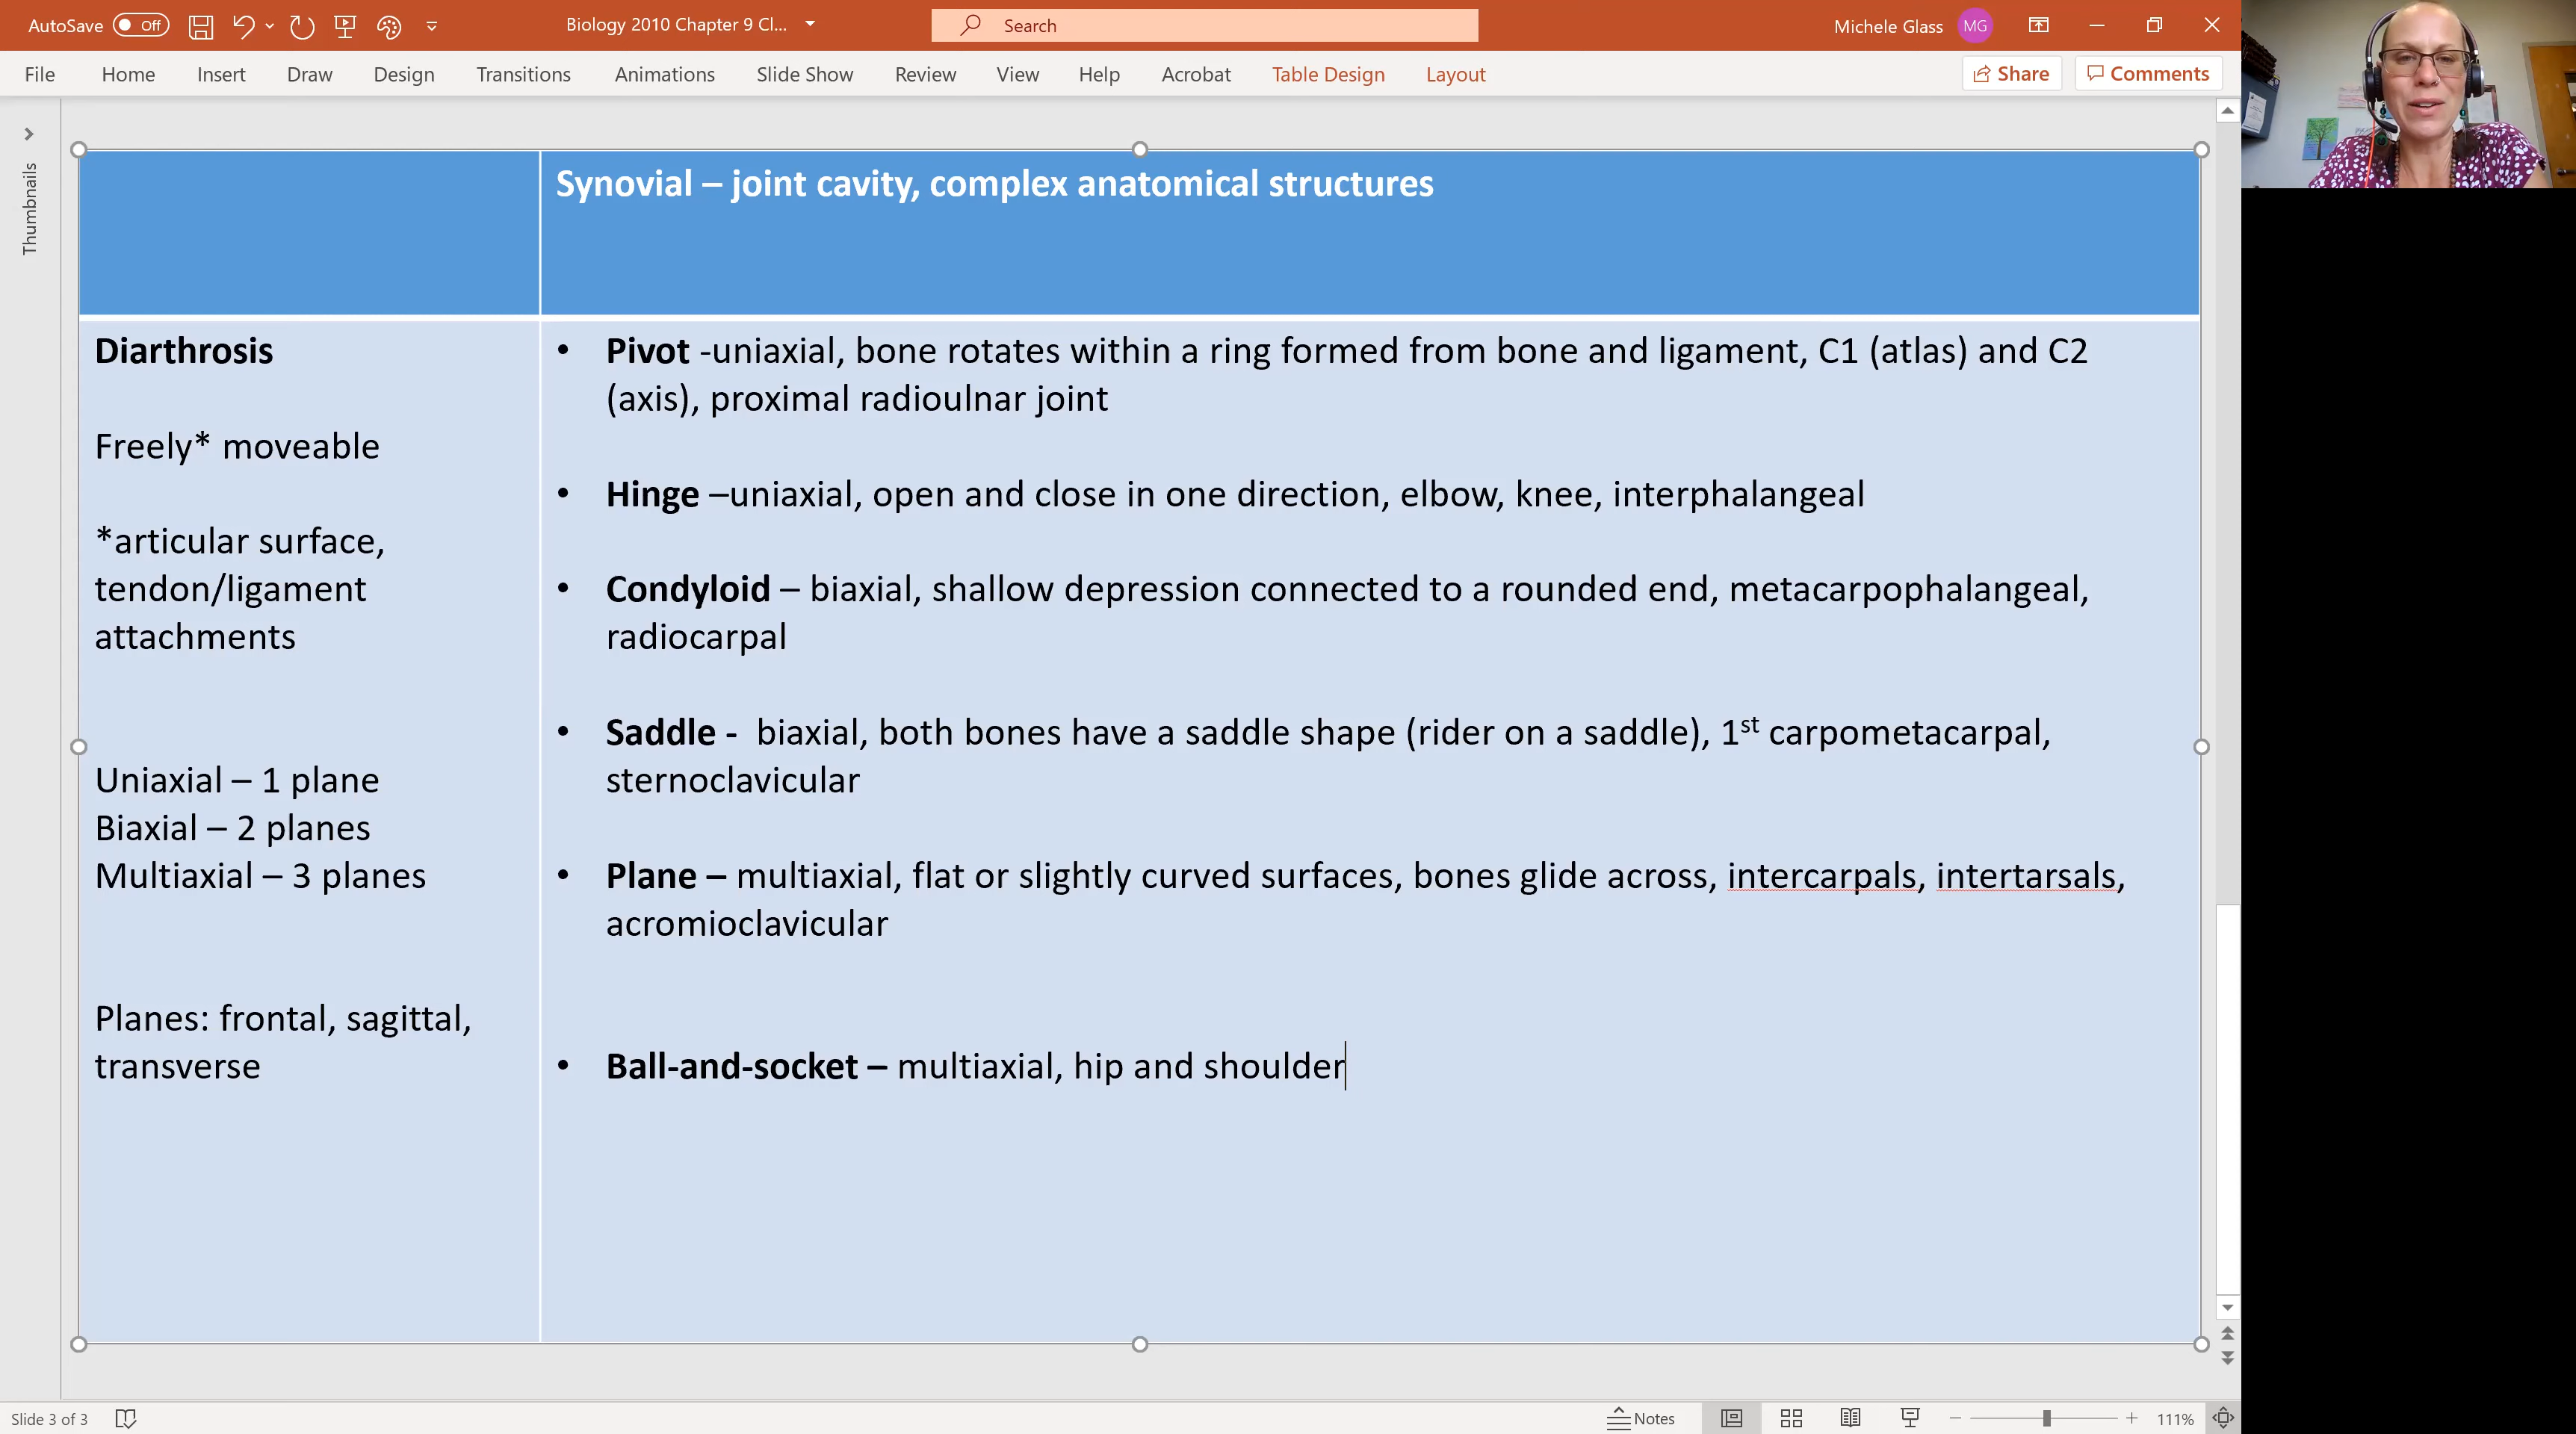 AutoSave Off
Biology 2010 Chapter 9 Cl...
Search
Michele Glass MG
File Home Insert Draw Design Transitions Animations Slide Show Review View Help Acrobat Table Design Layout
Share Comments
Thumbnails
Synovial – joint cavity, complex anatomical structures
Diarthrosis
Freely* moveable
*articular surface,
tendon/ligament
attachments
Uniaxial – 1 plane
Biaxial – 2 planes
Multiaxial – 3 planes
Planes: frontal, sagittal,
transverse
• Pivot -uniaxial, bone rotates within a ring formed from bone and ligament, C1 (atlas) and C2
(axis), proximal radioulnar joint
• Hinge –uniaxial, open and close in one direction, elbow, knee, interphalangeal
• Condyloid – biaxial, shallow depression connected to a rounded end, metacarpophalangeal,
radiocarpal
• Saddle - biaxial, both bones have a saddle shape (rider on a saddle), 1st carpometacarpal,
sternoclavicular
• Plane – multiaxial, flat or slightly curved surfaces, bones glide across, intercarpals, intertarsals,
acromioclavicular
• Ball-and-socket – multiaxial, hip and shoulder
Slide 3 of 3
Notes
111%